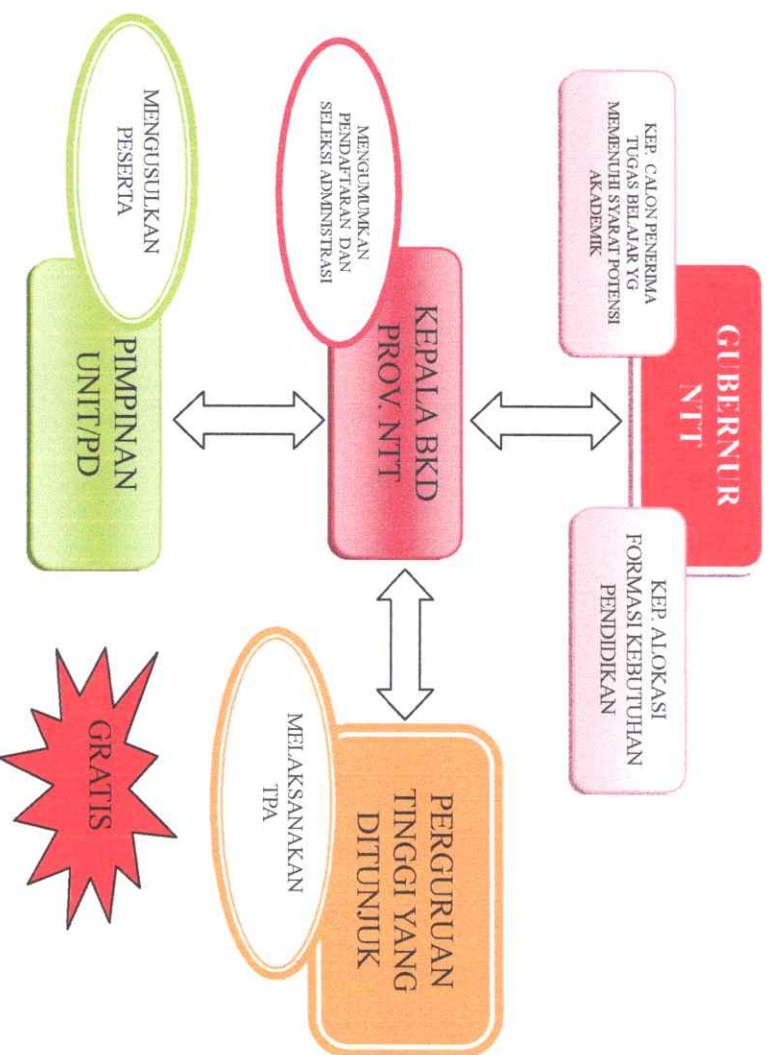 GUBERNUR
NTT
KEP. CALON PENERIMA
TUGAS BELAJAR YG
MEMENUHI SYARAT POTENSI
AKADEMIK
KEP. ALOKASI
FORMASI KEBUTUHAN
PENDIDIKAN
KEPALA BKD
PROV. NTT
MENGUMUMKAN
PENDAFTARAN DAN
SELEKSI ADMINISTRASI
PERGURUAN
TINGGI YANG
DITUNJUK
MELAKSANAKAN
TPA
PIMPINAN
UNIT/PD
MENGUSULKAN
PESERTA
GRATIS